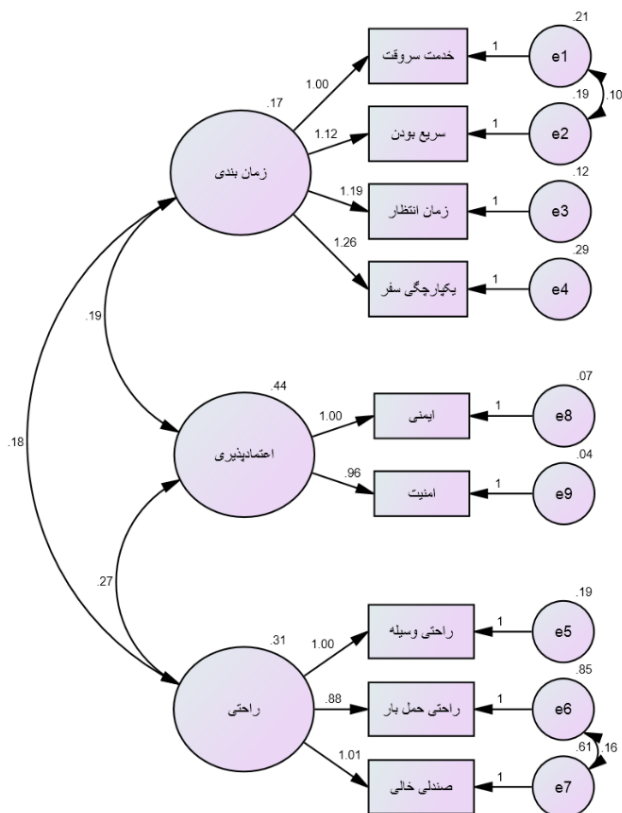 .21
خدمت سروقت
1
e1
1.00
.17
.19
.10
1.12
سریع بودن
1
e2
زمان بندی
.12
1.19
زمان انتظار
1
e3
1.26
.29
یکپارچگی سفر
1
e4
.19
.44
.07
1.00
ایمنی
1
e8
.18
اعتمادپذیری
.04
.96
امنیت
1
e9
.27
.19
.31
1.00
راحتی وسیله
1
e5
.85
راحتی
.88
راحتی حمل بار
1
e6
.61
.16
1.01
صندلی خالی
1
e7